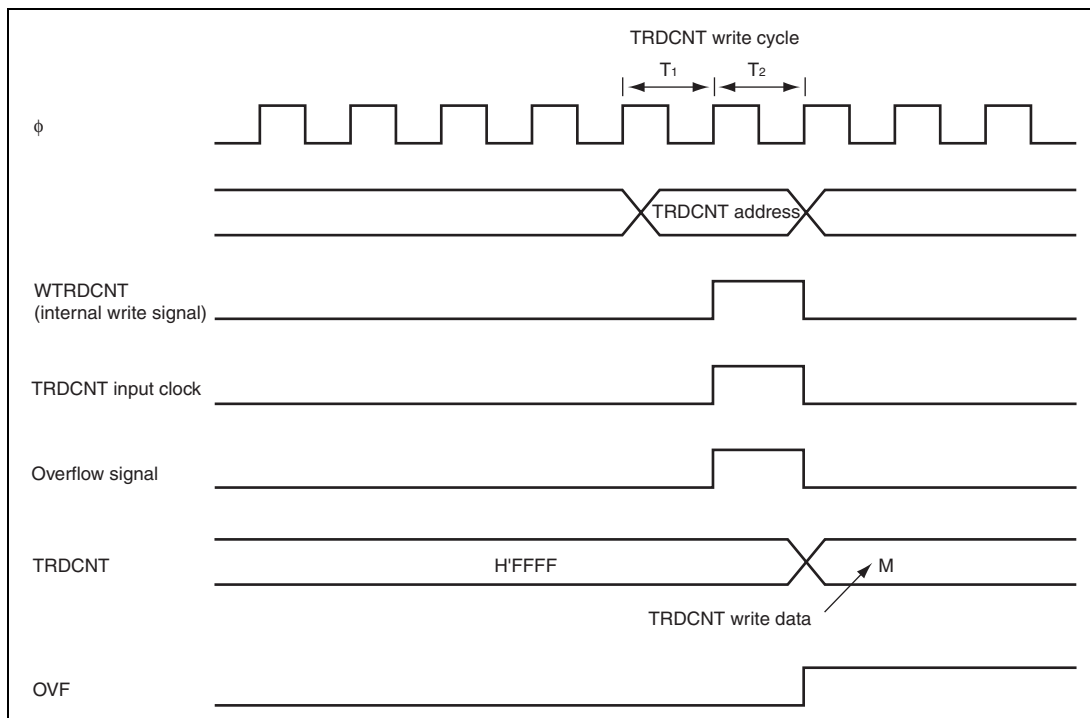 TRDCNT write cycle
T1 T2
ϕ
TRDCNT address
WTRDCNT
(internal write signal)
TRDCNT input clock
Overflow signal
TRDCNT H'FFFF M
TRDCNT write data
OVF